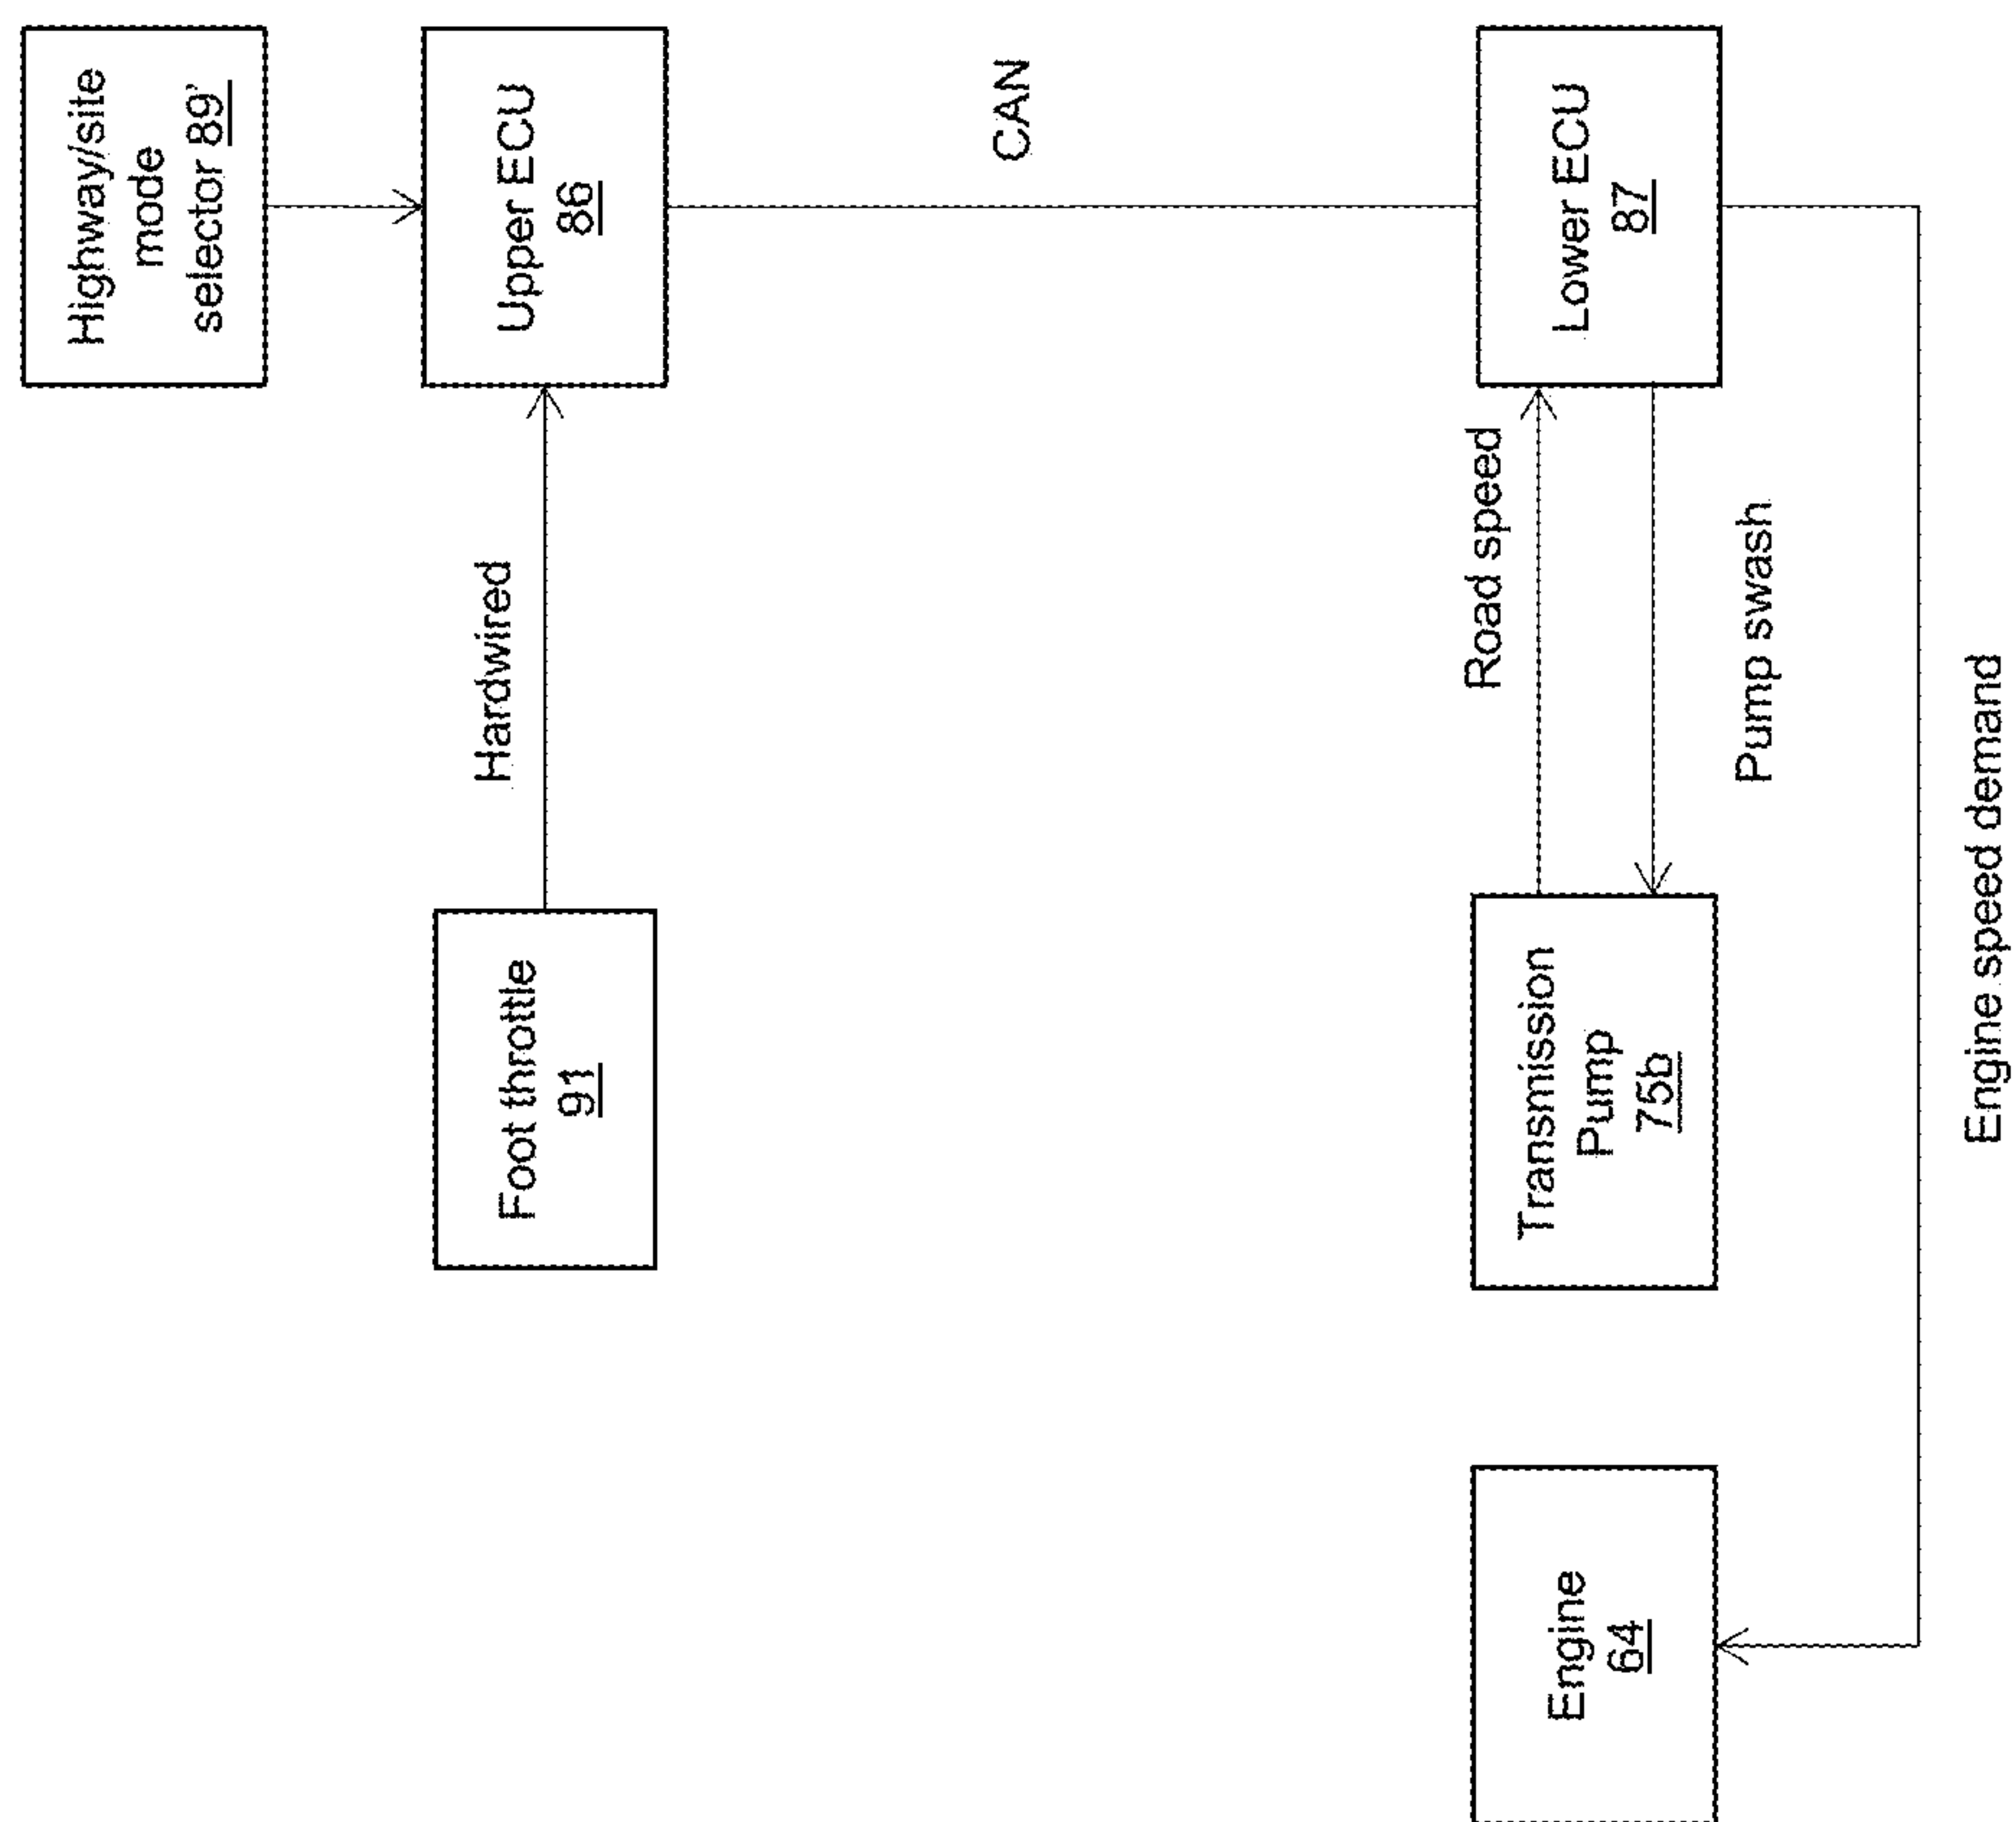 Highway/site
mode
selector 89'
Upper ECU
86
CAN
Lower ECU
87
Hardwired
Road speed
Pump swash
Foot throttle
91
Transmission
Pump
75b
Engine speed demand
Engine
64